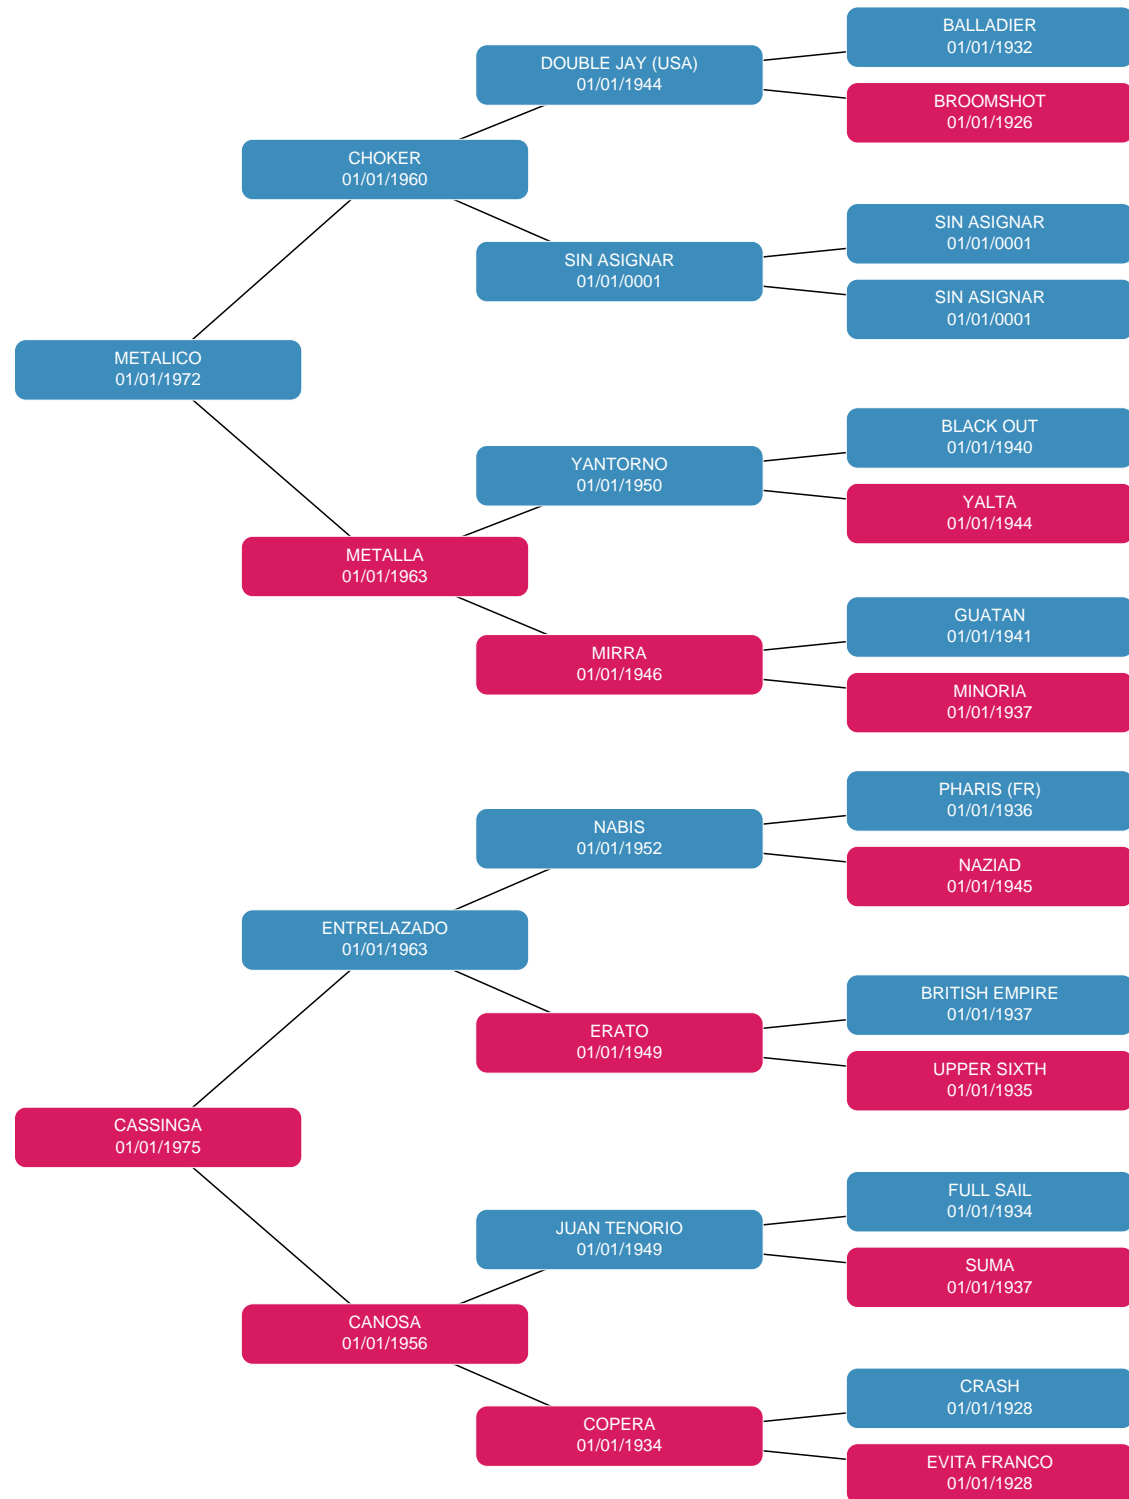 BALLADIER
01/01/1932
DOUBLE JAY (USA)
01/01/1944
BROOMSHOT
01/01/1926
CHOKER
01/01/1960
SIN ASIGNAR
01/01/0001
SIN ASIGNAR
01/01/0001
SIN ASIGNAR
01/01/0001
METALICO
01/01/1972
BLACK OUT
01/01/1940
YANTORNO
01/01/1950
YALTA
01/01/1944
METALLA
01/01/1963
GUATAN
01/01/1941
MIRRA
01/01/1946
MINORIA
01/01/1937
PHARIS (FR)
01/01/1936
NABIS
01/01/1952
NAZIAD
01/01/1945
ENTRELAZADO
01/01/1963
BRITISH EMPIRE
01/01/1937
ERATO
01/01/1949
UPPER SIXTH
01/01/1935
CASSINGA
01/01/1975
FULL SAIL
01/01/1934
JUAN TENORIO
01/01/1949
SUMA
01/01/1937
CANOSA
01/01/1956
CRASH
01/01/1928
COPERA
01/01/1934
EVITA FRANCO
01/01/1928